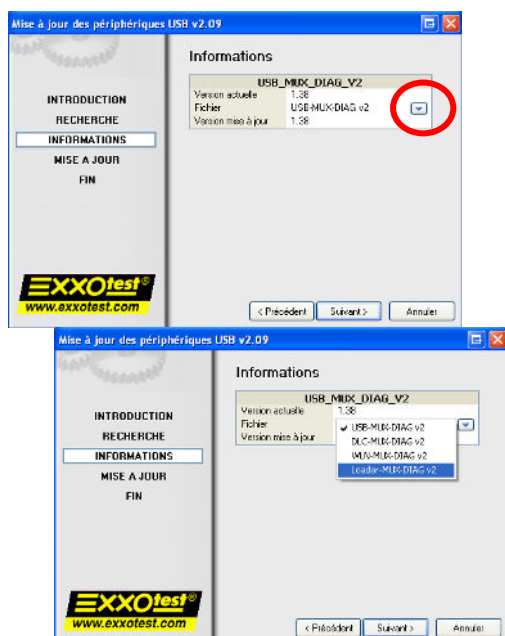 Mise à jour des périphériques USB v2.09
Informations
USB_MUX_DIAG_V2
Version actuelle 1.38
Fichier USB-MUX-DIAG v2
Version mise à jour 1.38
INTRODUCTION
RECHERCHE
INFORMATIONS
MISE A JOUR
FIN
EXXOtest®
www.exxotest.com
< Précédent Suivant > Annuler
Mise à jour des périphériques USB v2.09
Informations
USB_MUX_DIAG_V2
Version actuelle 1.38
Fichier
Version mise à jour
✓ USB-MUX-DIAG v2
DLC-MUX-DIAG v2
WLN-MUX-DIAG v2
Loader-MUX-DIAG v2
INTRODUCTION
RECHERCHE
INFORMATIONS
MISE A JOUR
FIN
EXXOtest®
www.exxotest.com
< Précédent Suivant > Annuler